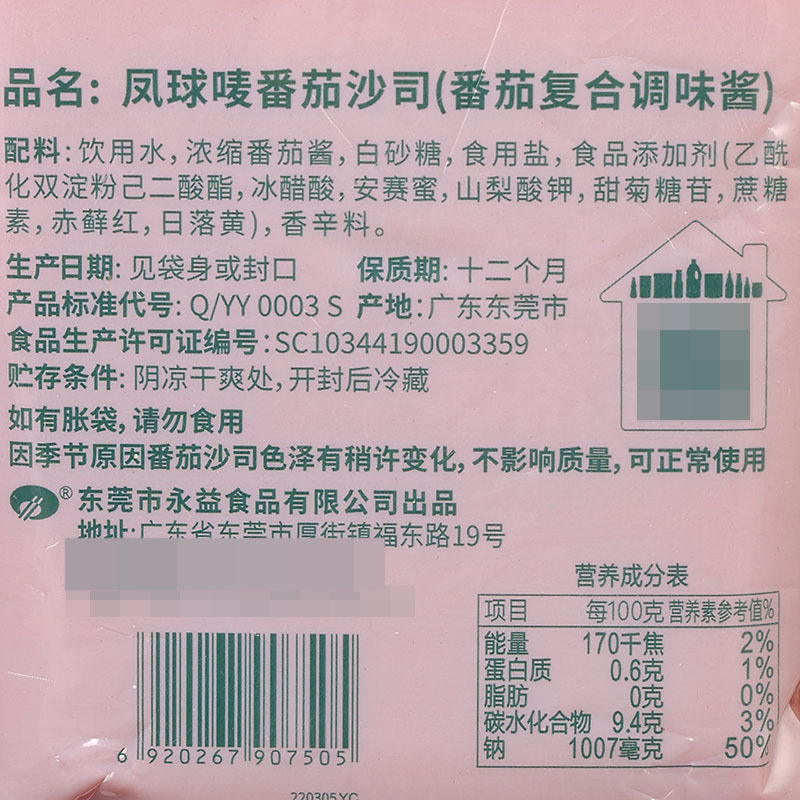 品名: 凤球唛番茄沙司(番茄复合调味酱)
配料:饮用水,浓缩番茄酱,白砂糖,食用盐,食品添加剂(乙酰
化双淀粉己二酸酯,冰醋酸,安赛蜜,山梨酸钾,甜菊糖苷,蔗糖
素,赤藓红,日落黄),香辛料。
生产日期: 见袋身或封口 保质期: 十二个月
产品标准代号: Q/YY 0003 S 产地:广东东莞市
食品生产许可证编号:SC10344190003359
贮存条件: 阴凉干爽处,开封后冷藏
如有胀袋,请勿食用
因季节原因番茄沙司色泽有稍许变化,不影响质量,可正常使用
®东莞市永益食品有限公司出品
地址:广东省东莞市厚街镇福东路19号
营养成分表
项目 每100克 营养素参考值%
能量 170千焦 2%
蛋白质 0.6克 1%
脂肪 0克 0%
碳水化合物 9.4克 3%
钠 1007毫克 50%
6 920267 907505
220305YC